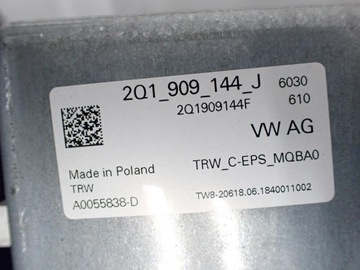 2Q1_909_144_J 6030
2Q1909144F 610
VW AG
Made in Poland TRW_C-EPS_MQBA0
TRW
A0055838-D TW8-20618.06.1840011002